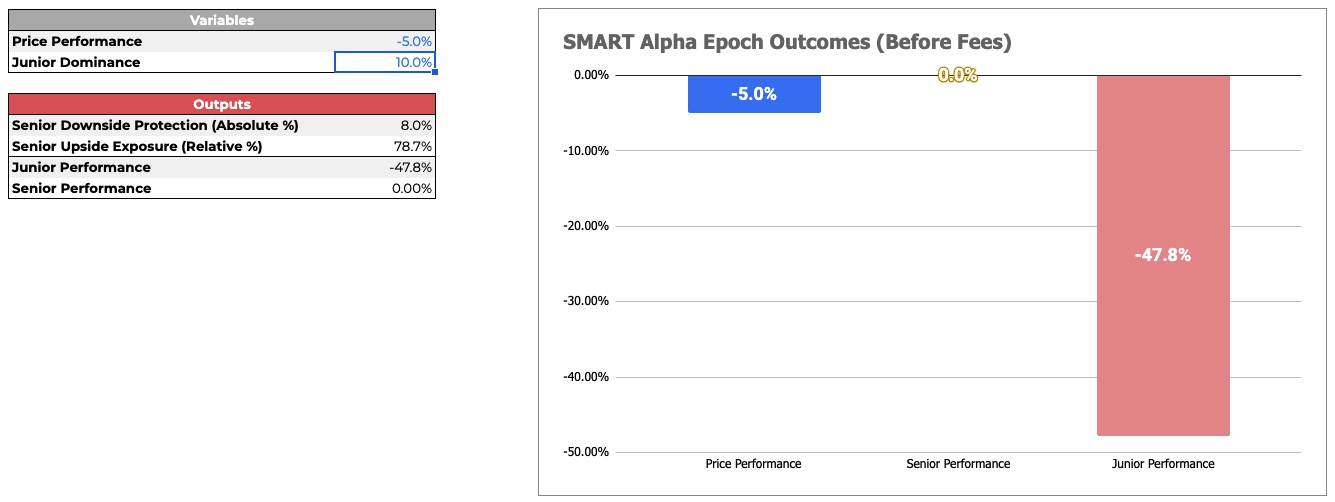 Variables
Price Performance -5.0%
Junior Dominance 10.0%
Outputs
Senior Downside Protection (Absolute %) 8.0%
Senior Upside Exposure (Relative %) 78.7%
Junior Performance -47.8%
Senior Performance 0.00%
SMART Alpha Epoch Outcomes (Before Fees)
0.00%
0.0%
-5.0%
-10.00%
-20.00%
-47.8%
-30.00%
-40.00%
-50.00%
Price Performance Senior Performance Junior Performance